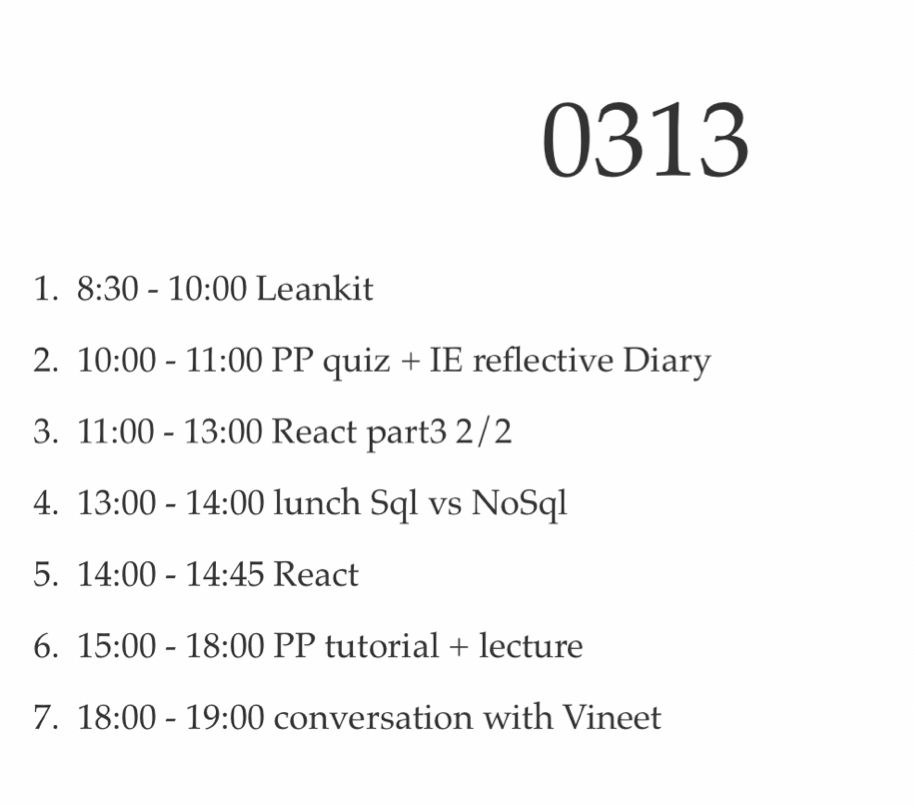 0313
1. 8:30 - 10:00 Leankit
2. 10:00 - 11:00 PP quiz + IE reflective Diary
3. 11:00 - 13:00 React part3 2/2
4. 13:00 - 14:00 lunch Sql vs NoSql
5. 14:00 - 14:45 React
6. 15:00 - 18:00 PP tutorial + lecture
7. 18:00 - 19:00 conversation with Vineet